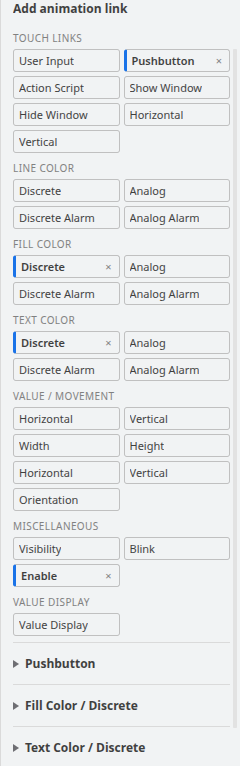 Add animation link
TOUCH LINKS
User Input
Pushbutton ×
Action Script
Show Window
Hide Window
Horizontal
Vertical
LINE COLOR
Discrete
Analog
Discrete Alarm
Analog Alarm
FILL COLOR
Discrete ×
Analog
Discrete Alarm
Analog Alarm
TEXT COLOR
Discrete ×
Analog
Discrete Alarm
Analog Alarm
VALUE / MOVEMENT
Horizontal
Vertical
Width
Height
Horizontal
Vertical
Orientation
MISCELLANEOUS
Visibility
Blink
Enable ×
VALUE DISPLAY
Value Display
Pushbutton
Fill Color / Discrete
Text Color / Discrete